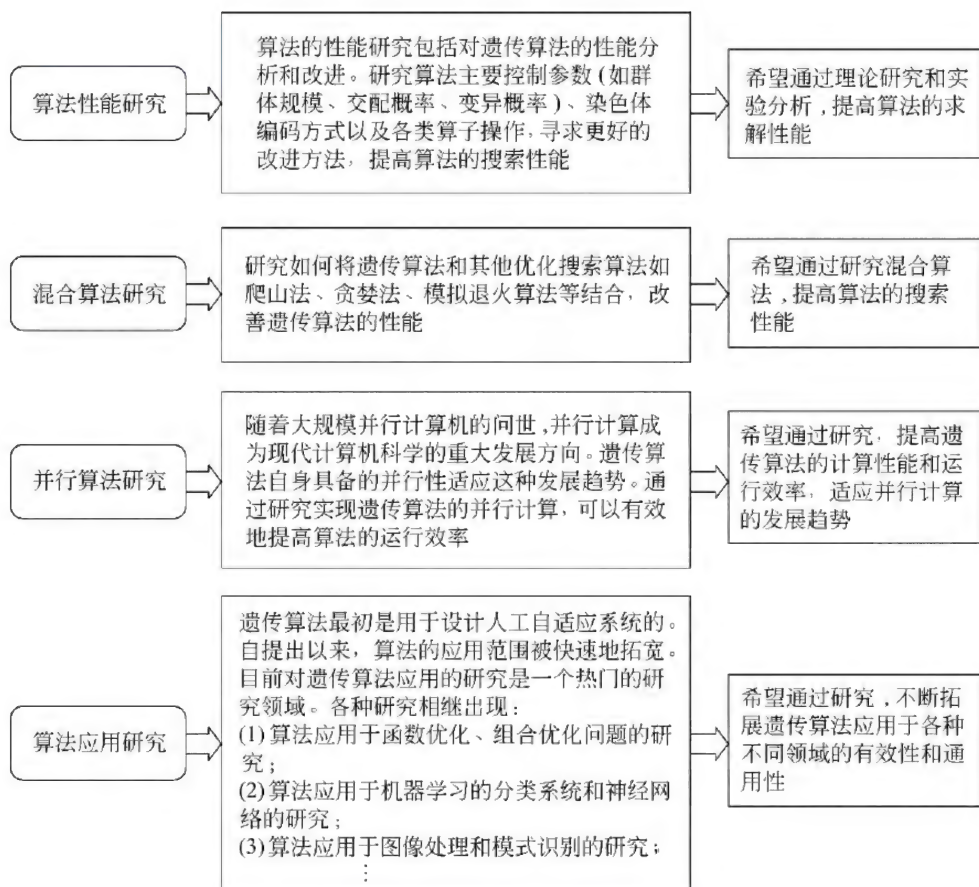 算法性能研究
算法的性能研究包括对遗传算法的性能分
析和改进。研究算法主要控制参数(如群
体规模、交配概率、变异概率)、染色体
编码方式以及各类算子操作,寻求更好的
改进方法，提高算法的搜索性能
希望通过理论研究和实
验分析,提高算法的求
解性能
混合算法研究
研究如何将遗传算法和其他优化搜索算法如
爬山法、贪婪法、模拟退火算法等结合，改
善遗传算法的性能
希望通过研究混合算
法,提高算法的搜索
性能
并行算法研究
随着大规模并行计算机的问世,并行计算成
为现代计算机科学的重大发展方向。遗传算
法自身具备的并行性适应这种发展趋势。通
过研究实现遗传算法的并行计算，可以有效
地提高算法的运行效率
希望通过研究，提高遗
传算法的计算性能和运
行效率，适应并行计算
的发展趋势
算法应用研究
遗传算法最初是用于设计人工自适应系统的。
自提出以来，算法的应用范围被快速地拓宽。
目前对遗传算法应用的研究是一个热门的研
究领域。各种研究相继出现：
(1)算法应用于函数优化、组合优化问题的研
究；
(2)算法应用于机器学习的分类系统和神经网
络的研究；
(3)算法应用于图像处理和模式识别的研究；
⋮
希望通过研究,不断拓
展遗传算法应用于各种
不同领域的有效性和通
用性